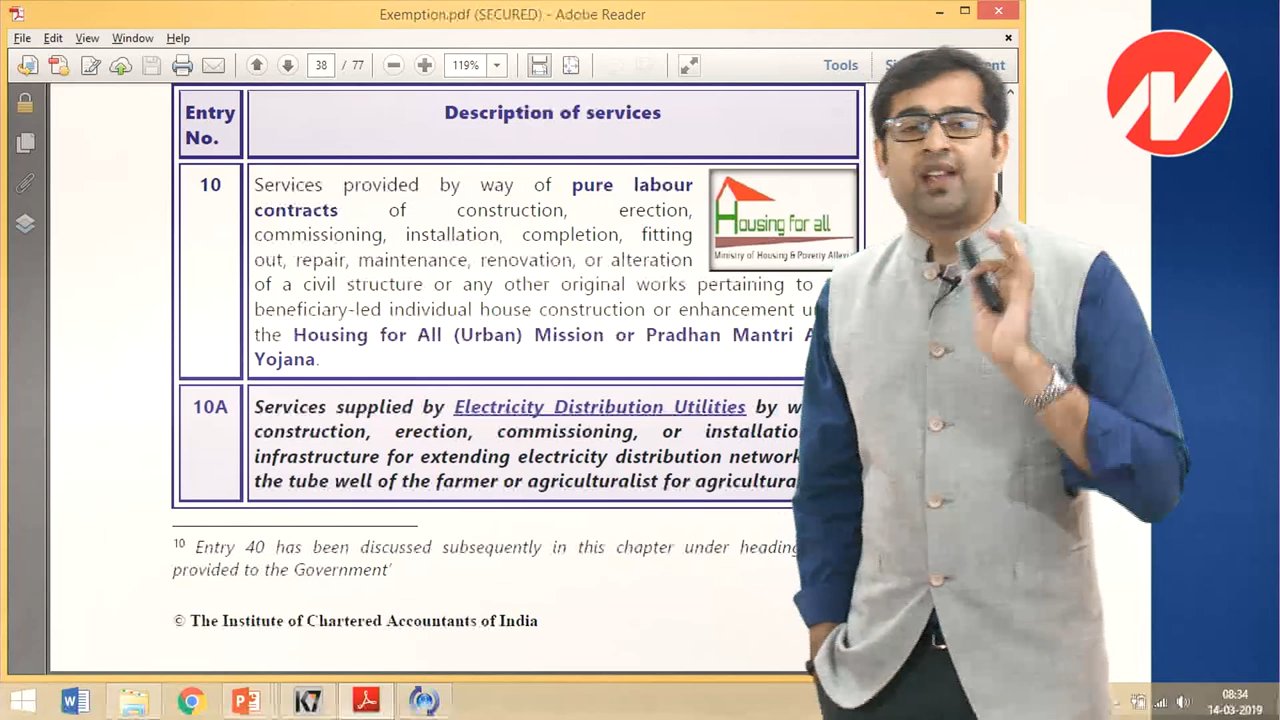 Exemption.pdf (SECURED) - Adobe Reader
File Edit View Window Help
38 / 77 119% Tools
Entry No.
Description of services
10
Services provided by way of pure labour
contracts of construction, erection,
commissioning, installation, completion, fitting
out, repair, maintenance, renovation, or alteration
of a civil structure or any other original works pertaining to
beneficiary-led individual house construction or enhancement
the Housing for All (Urban) Mission or Pradhan Mantri
Yojana.
Housing for all
Ministry of Housing & Poverty
10A
Services supplied by Electricity Distribution Utilities by
construction, erection, commissioning, or
infrastructure for extending electricity distribution network
the tube well of the farmer or agriculturalist for
10 Entry 40 has been discussed subsequently in this chapter under heading
provided to the Government’
© The Institute of Chartered Accountants of India
08:34
14-03-2019